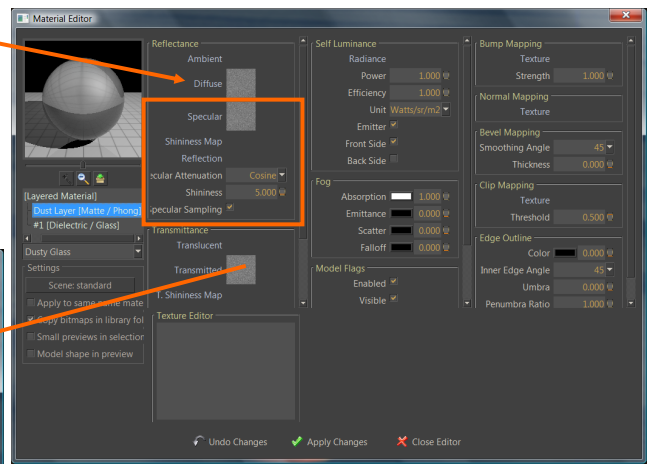 Material Editor
Reflectance
Ambient
Diffuse
Specular
Shininess Map
Reflection
ecular Attenuation Cosine
Shininess 5.000
pecular Sampling
Transmittance
Translucent
Transmitted
T. Shininess Map
Texture Editor
Self Luminance
Radiance
Power 1.000
Efficiency 1.000
Unit Watts/sr/m2
Emitter
Front Side
Back Side
Fog
Absorption 1.000
Emittance 0.000
Scatter 0.000
Falloff 0.000
Model Flags
Enabled
Visible
Bump Mapping
Texture
Strength 1.000
Normal Mapping
Texture
Bevel Mapping
Smoothing Angle 45
Thickness 0.000
Clip Mapping
Texture
Threshold 0.500
Edge Outline
Color 0.000
Inner Edge Angle 45
Umbra 0.000
Penumbra Ratio 1.000
[Layered Material]
Dust Layer [Matte / Phong]
#1 [Dielectric / Glass]
Dusty Glass
Settings
Scene: standard
Apply to same name mate
Copy bitmaps in library fol
Small previews in selection
Model shape in preview
Undo Changes Apply Changes Close Editor